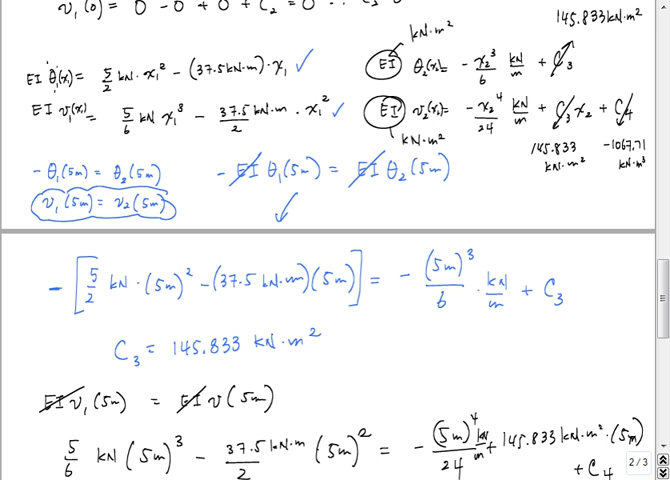 v₁(0) = 0 - 0 + 0 + C₂ = 0
145.833 kN·m²
kN·m²
EI θ₁(x₁) = 5/2 kN · x₁² - (37.5 kN·m) · x₁ ✓
EI θ₂(x₂) = - x₂³/6 kN/m + C₃
EI v₁(x₁) = 5/6 kN x₁³ - 37.5/2 kN·m · x₁² ✓
EI v₂(x₂) = - x₂⁴/24 kN/m + C₃ x₂ + C₄
kN·m²
145.833 kN·m²
-1067.71 kN·m³
- θ₁(5m) = θ₂(5m)
- EI θ₁(5m) = EI θ₂(5m)
v₁(5m) = v₂(5m)
- [5/2 kN · (5m)² - (37.5 kN·m)(5m)] = - (5m)³/6 · kN/m + C₃
C₃ = 145.833 kN·m²
EI v₁(5m) = EI v(5m)
5/6 kN (5m)³ - 37.5 kN·m/2 (5m)² = - (5m)⁴/24 kN/m + 145.833 kN·m² · (5m)
+ C₄
2/3